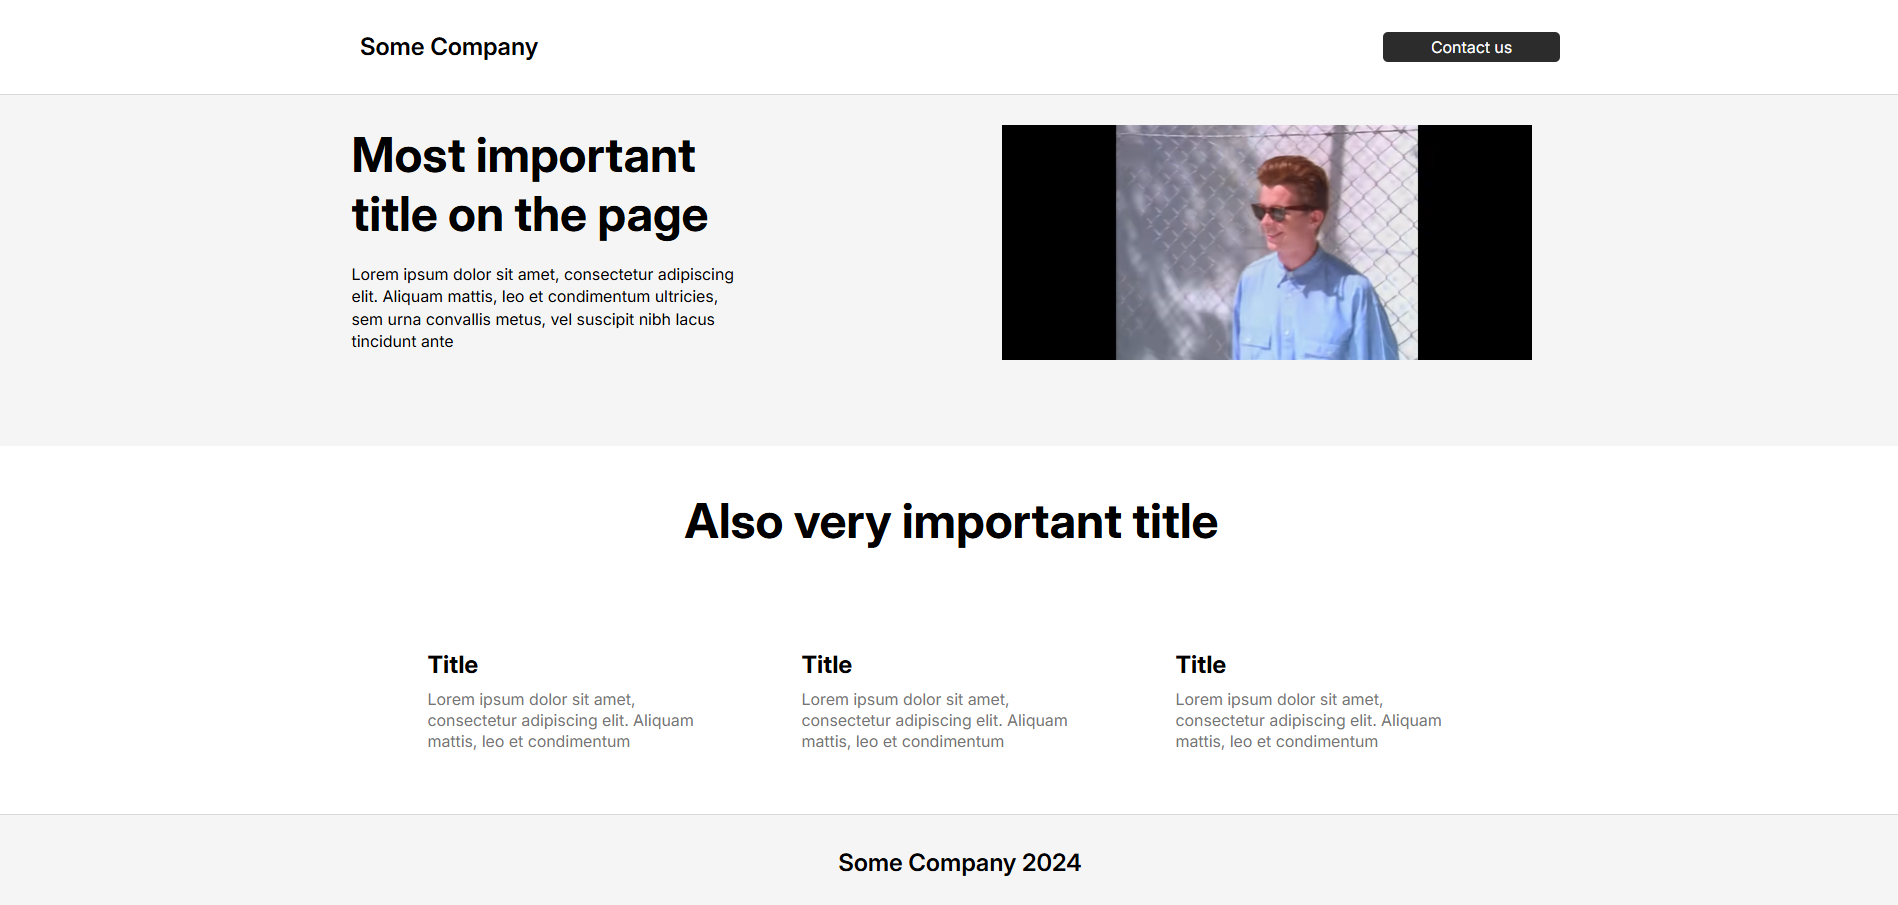 Some Company
Contact us
Most important
title on the page
Lorem ipsum dolor sit amet, consectetur adipiscing
elit. Aliquam mattis, leo et condimentum ultricies,
sem urna convallis metus, vel suscipit nibh lacus
tincidunt ante
Also very important title
Title
Lorem ipsum dolor sit amet,
consectetur adipiscing elit. Aliquam
mattis, leo et condimentum
Title
Lorem ipsum dolor sit amet,
consectetur adipiscing elit. Aliquam
mattis, leo et condimentum
Title
Lorem ipsum dolor sit amet,
consectetur adipiscing elit. Aliquam
mattis, leo et condimentum
Some Company 2024